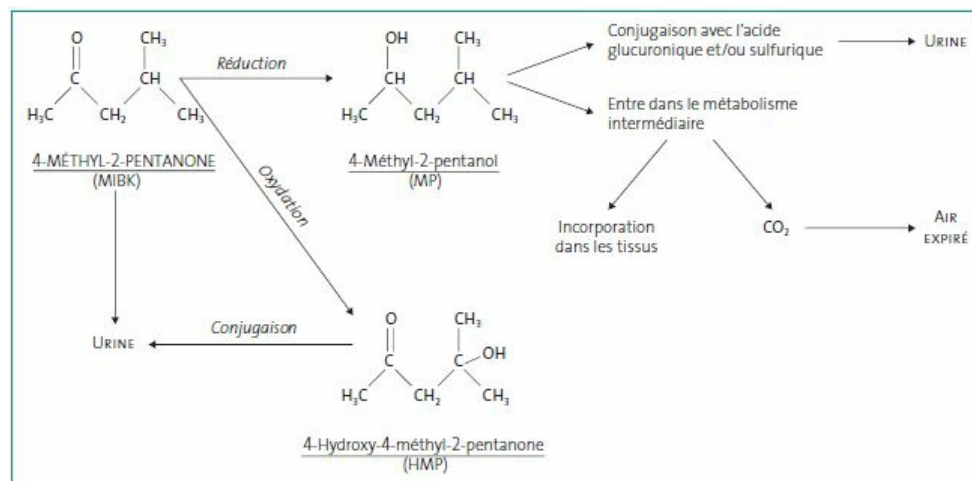 O
CH₃
C
CH
H₃C
CH₂
CH₃
4-MÉTHYL-2-PENTANONE
(MIBK)
Réduction
OH
CH₃
CH
CH
H₃C
CH₂
CH₃
4-Méthyl-2-pentanol
(MP)
Conjugaison avec l'acide
glucuronique et/ou sulfurique
URINE
Entre dans le métabolisme
intermédiaire
Incorporation
dans les tissus
CO₂
AIR
EXPIRÉ
Oxydation
URINE
Conjugaison
O
CH₃
C
C
OH
H₃C
CH₂
CH₃
4-Hydroxy-4-méthyl-2-pentanone
(HMP)